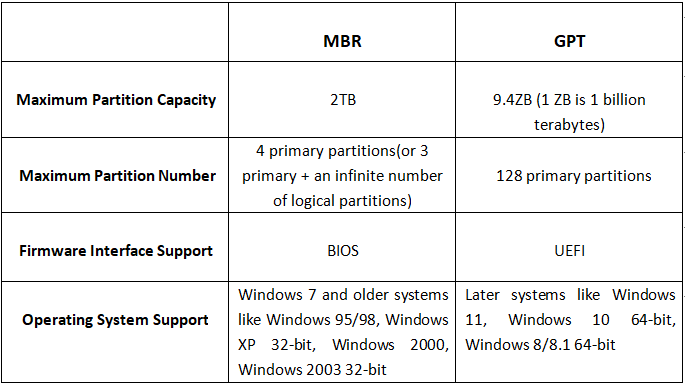 MBR GPT
Maximum Partition Capacity 2TB 9.4ZB (1 ZB is 1 billion
terabytes)
Maximum Partition Number 4 primary partitions(or 3
primary + an infinite number
of logical partitions) 128 primary partitions
Firmware Interface Support BIOS UEFI
Operating System Support Windows 7 and older systems
like Windows 95/98, Windows
XP 32-bit, Windows 2000,
Windows 2003 32-bit
Later systems like Windows
11, Windows 10 64-bit,
Windows 8/8.1 64-bit